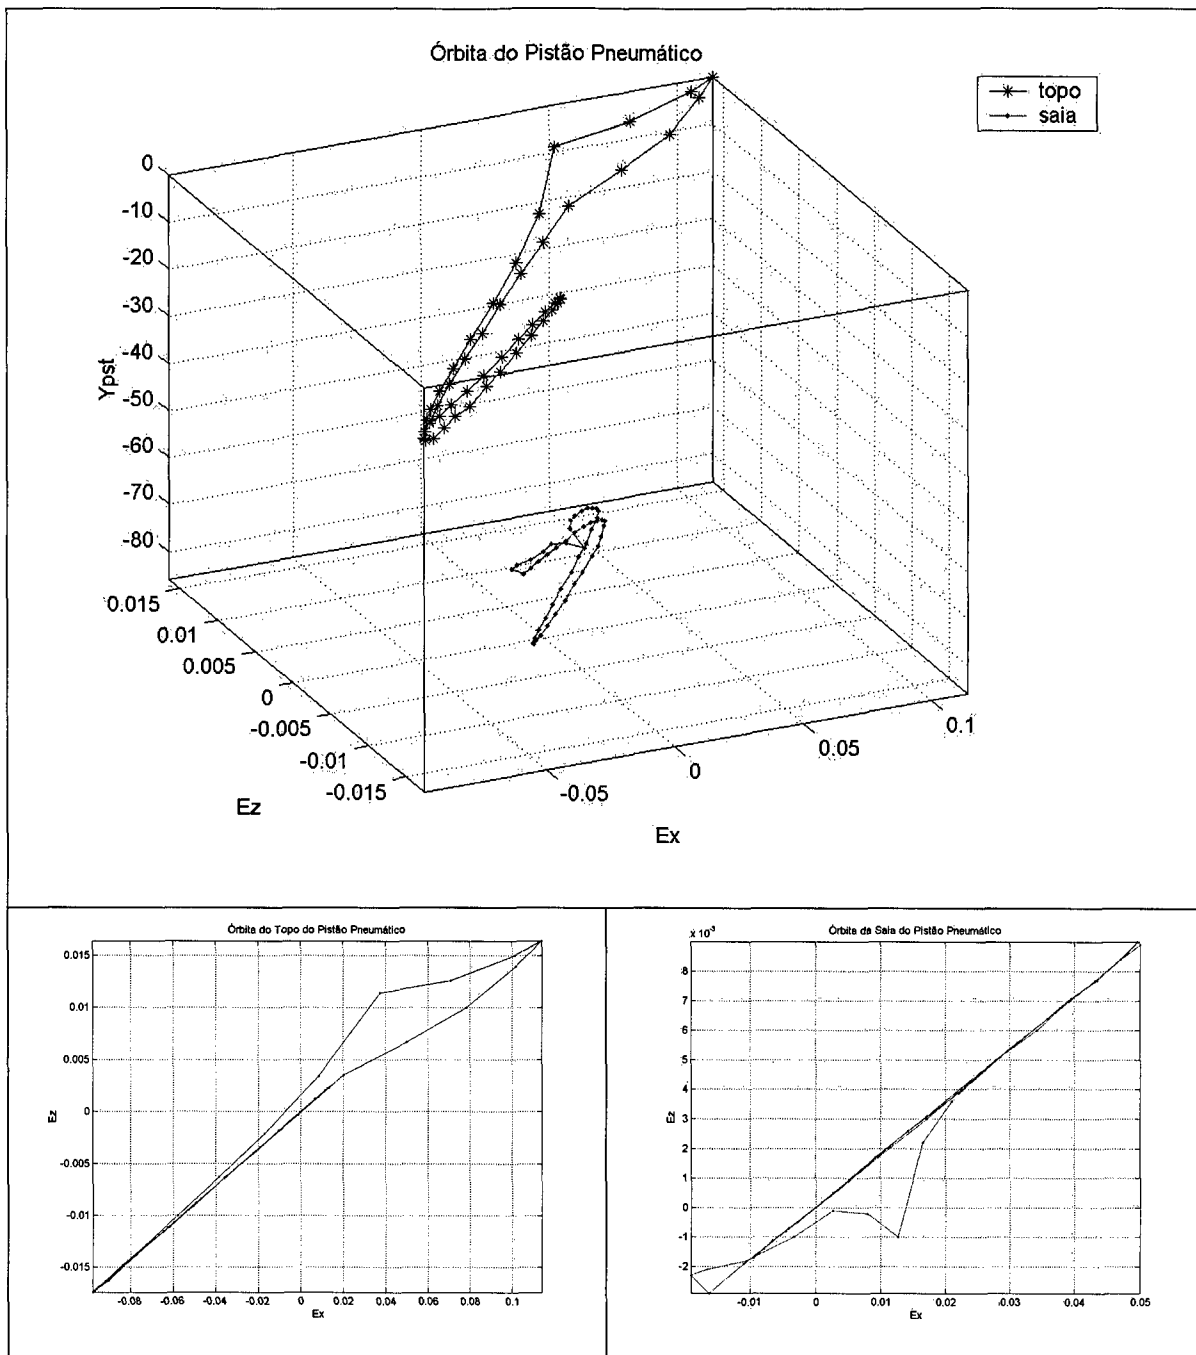 Órbita do Pistão Pneumático
topo
saia
0
-10
-20
-30
-40
-50
-60
-70
-80
Ypst
0.015
0.01
0.005
0
-0.005
-0.01
-0.015
Ez
-0.05
0
0.05
0.1
Ex
Órbita do Topo do Pistão Pneumático
0.015
0.01
0.005
0
-0.005
-0.01
-0.015
Ez
-0.08 -0.06 -0.04 -0.02 0 0.02 0.04 0.06 0.08 0.1
Ex
x 10⁻³
Órbita da Saia do Pistão Pneumático
8
7
6
5
4
3
2
1
0
-1
-2
Ez
-0.01 0 0.01 0.02 0.03 0.04 0.05
Ex